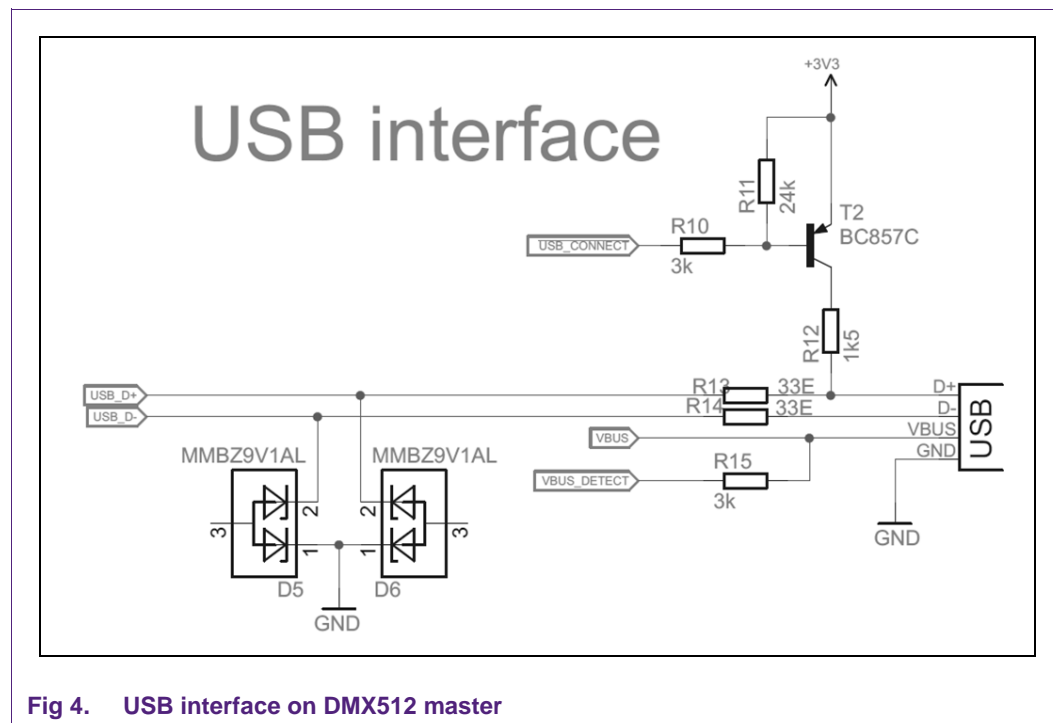 +3V3
USB interface
R11
24k
T2
BC857C
R10
USB_CONNECT
3k
R12
1k5
USB_D+
R13
33E
D+
USB_D-
R14
33E
D-
VBUS
VBUS
GND
USB
MMBZ9V1AL
MMBZ9V1AL
R15
VBUS_DETECT
3k
3
2
1
2
1
3
D5
D6
GND
GND
Fig 4. USB interface on DMX512 master